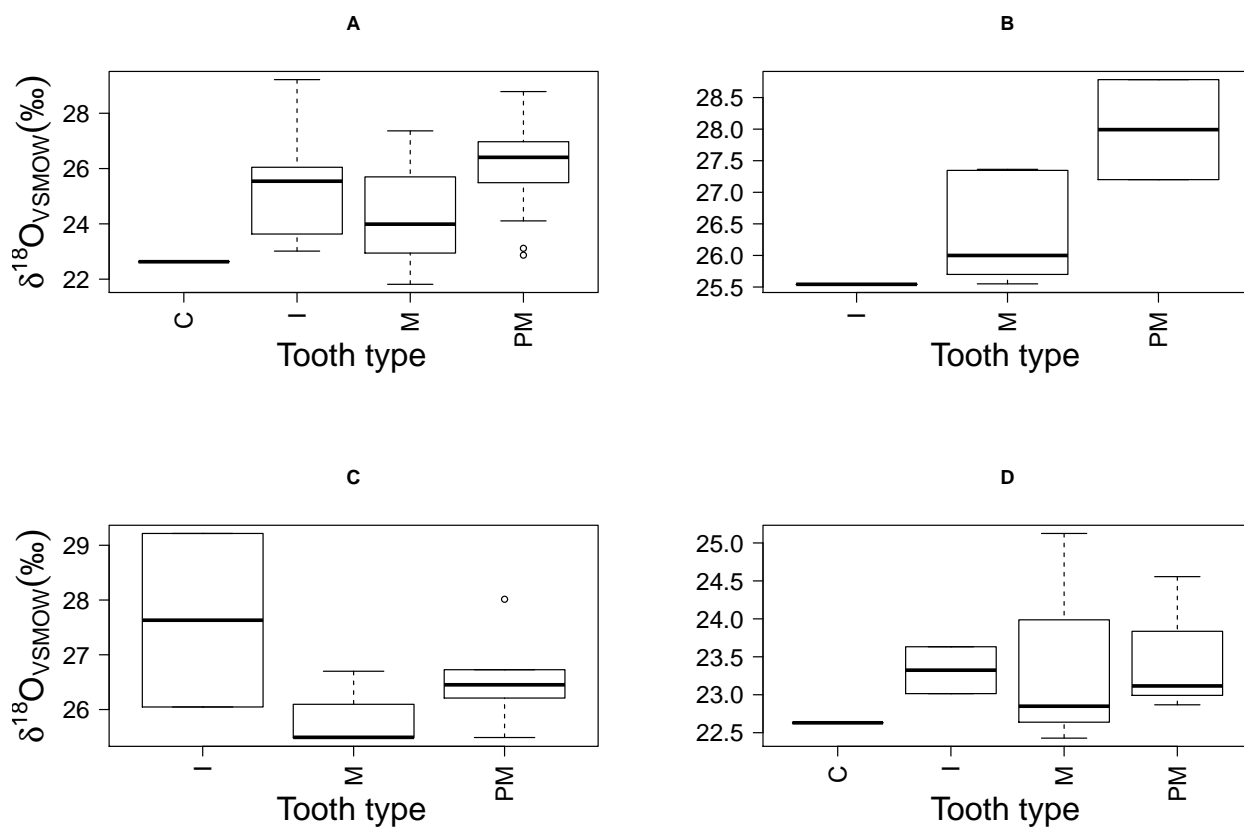 A
δ18OVSMOW(‰)
28
26
24
22
C
I
M
PM
Tooth type
B
28.5
28.0
27.5
27.0
26.5
26.0
25.5
I
M
PM
Tooth type
C
δ18OVSMOW(‰)
29
28
27
26
I
M
PM
Tooth type
D
25.0
24.5
24.0
23.5
23.0
22.5
C
I
M
PM
Tooth type